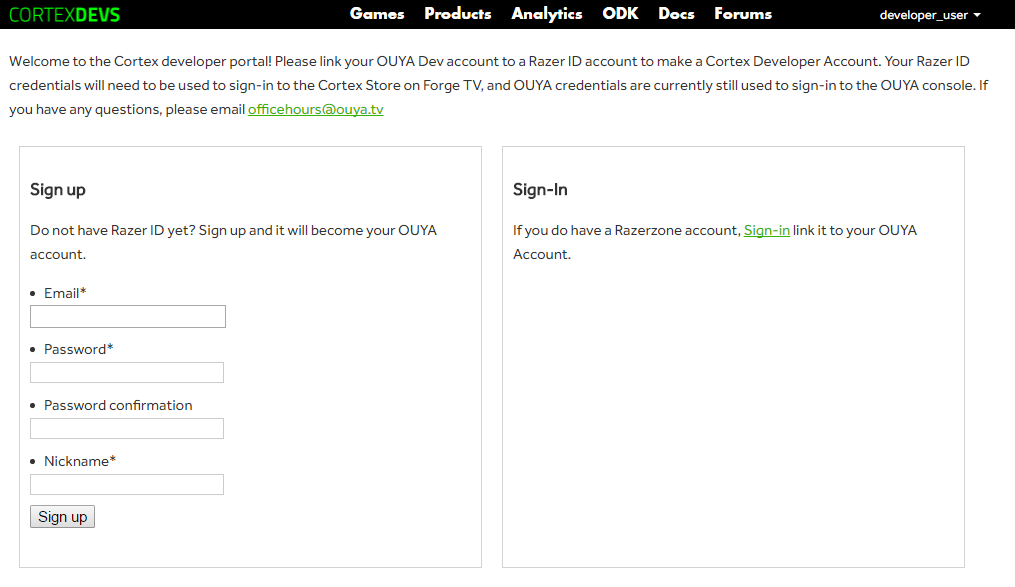 CORTEXDEVS Games Products Analytics ODK Docs Forums developer_user
Welcome to the Cortex developer portal! Please link your OUYA Dev account to a Razer ID account to make a Cortex Developer Account. Your Razer ID
credentials will need to be used to sign-in to the Cortex Store on Forge TV, and OUYA credentials are currently still used to sign-in to the OUYA console. If
you have any questions, please email officehours@ouya.tv
Sign up
Do not have Razer ID yet? Sign up and it will become your OUYA
account.
Email*
Password*
Password confirmation
Nickname*
Sign up
Sign-In
If you do have a Razerzone account, Sign-in link it to your OUYA
Account.